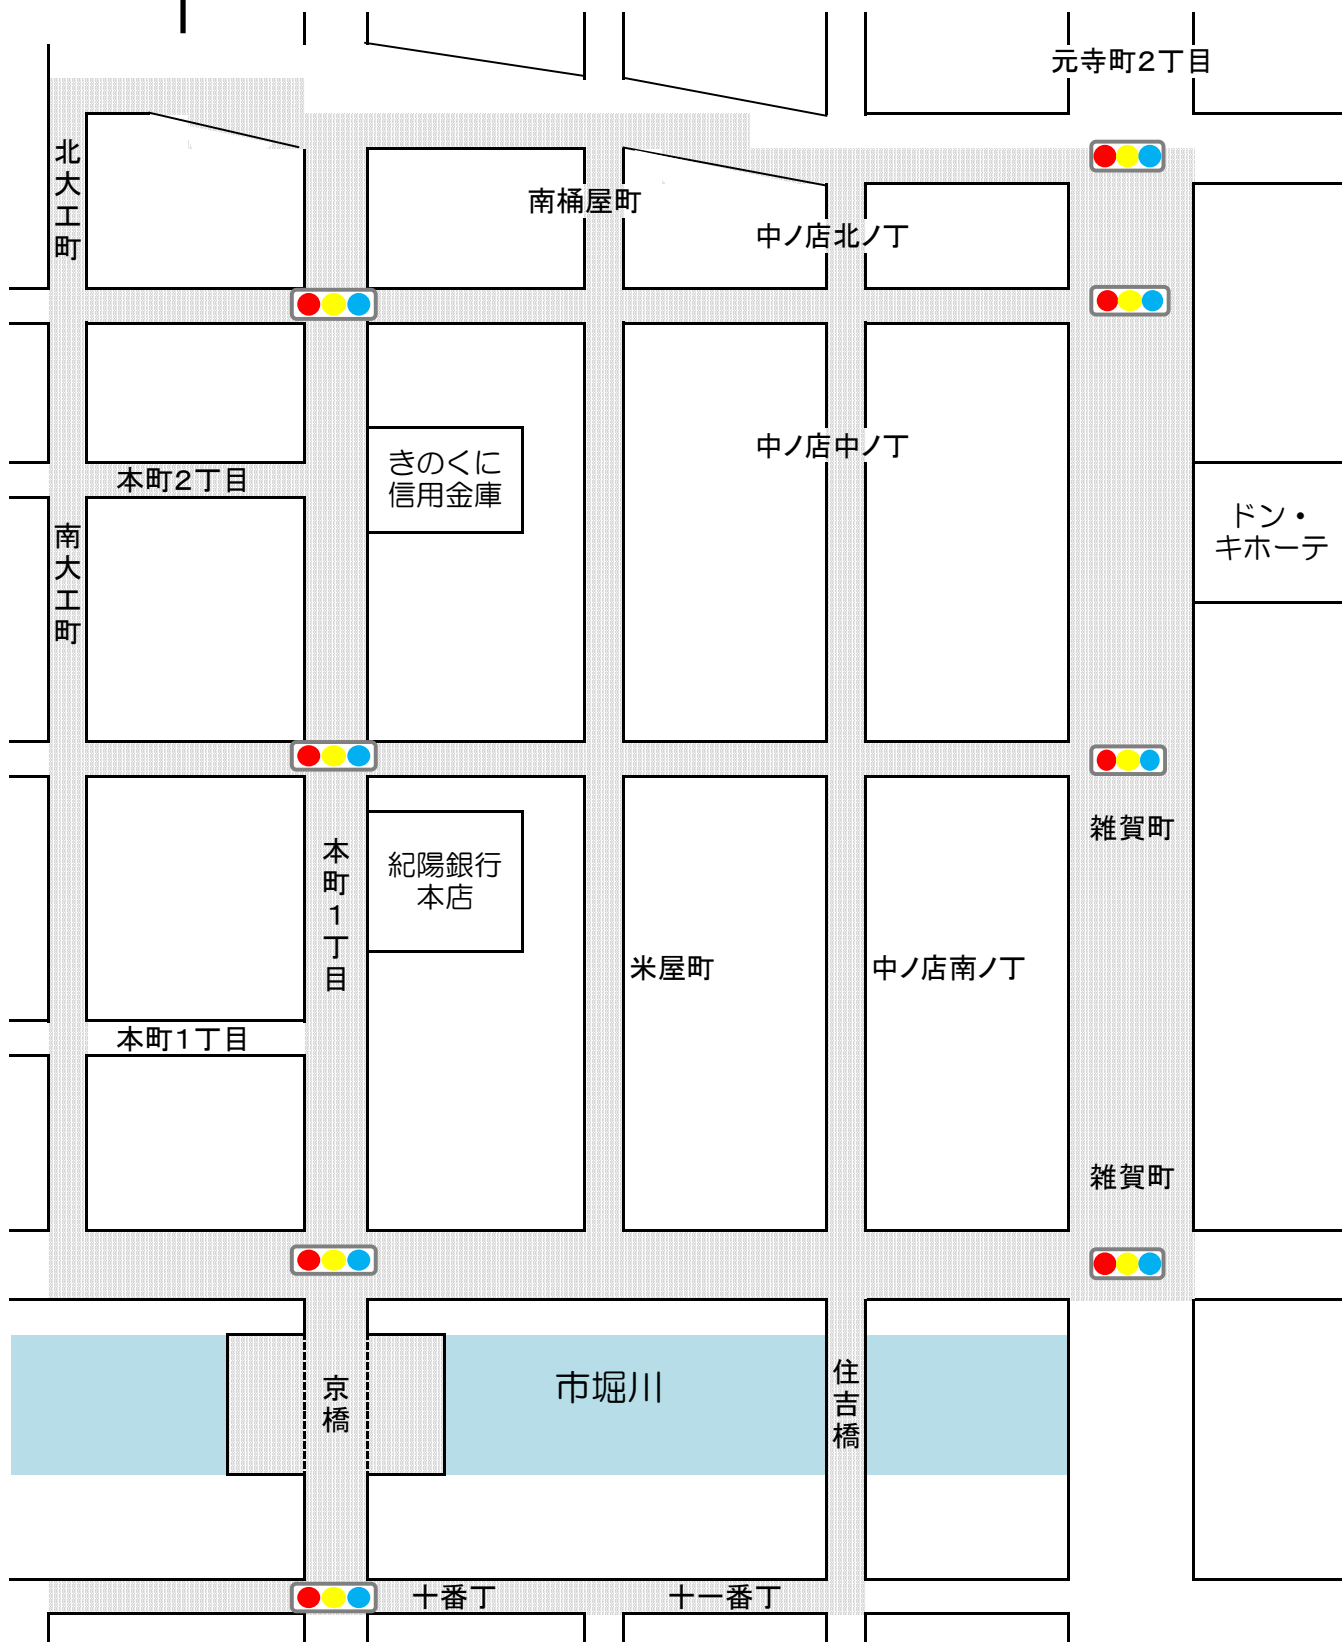 元寺町２丁目
北大工町
南桶屋町
中ノ店北ノ丁
きのくに
信用金庫
中ノ店中ノ丁
本町２丁目
ドン・
キホーテ
南大工町
雑賀町
本町１丁目
紀陽銀行
本店
米屋町
中ノ店南ノ丁
本町１丁目
雑賀町
京橋
市堀川
住吉橋
十番丁
十一番丁